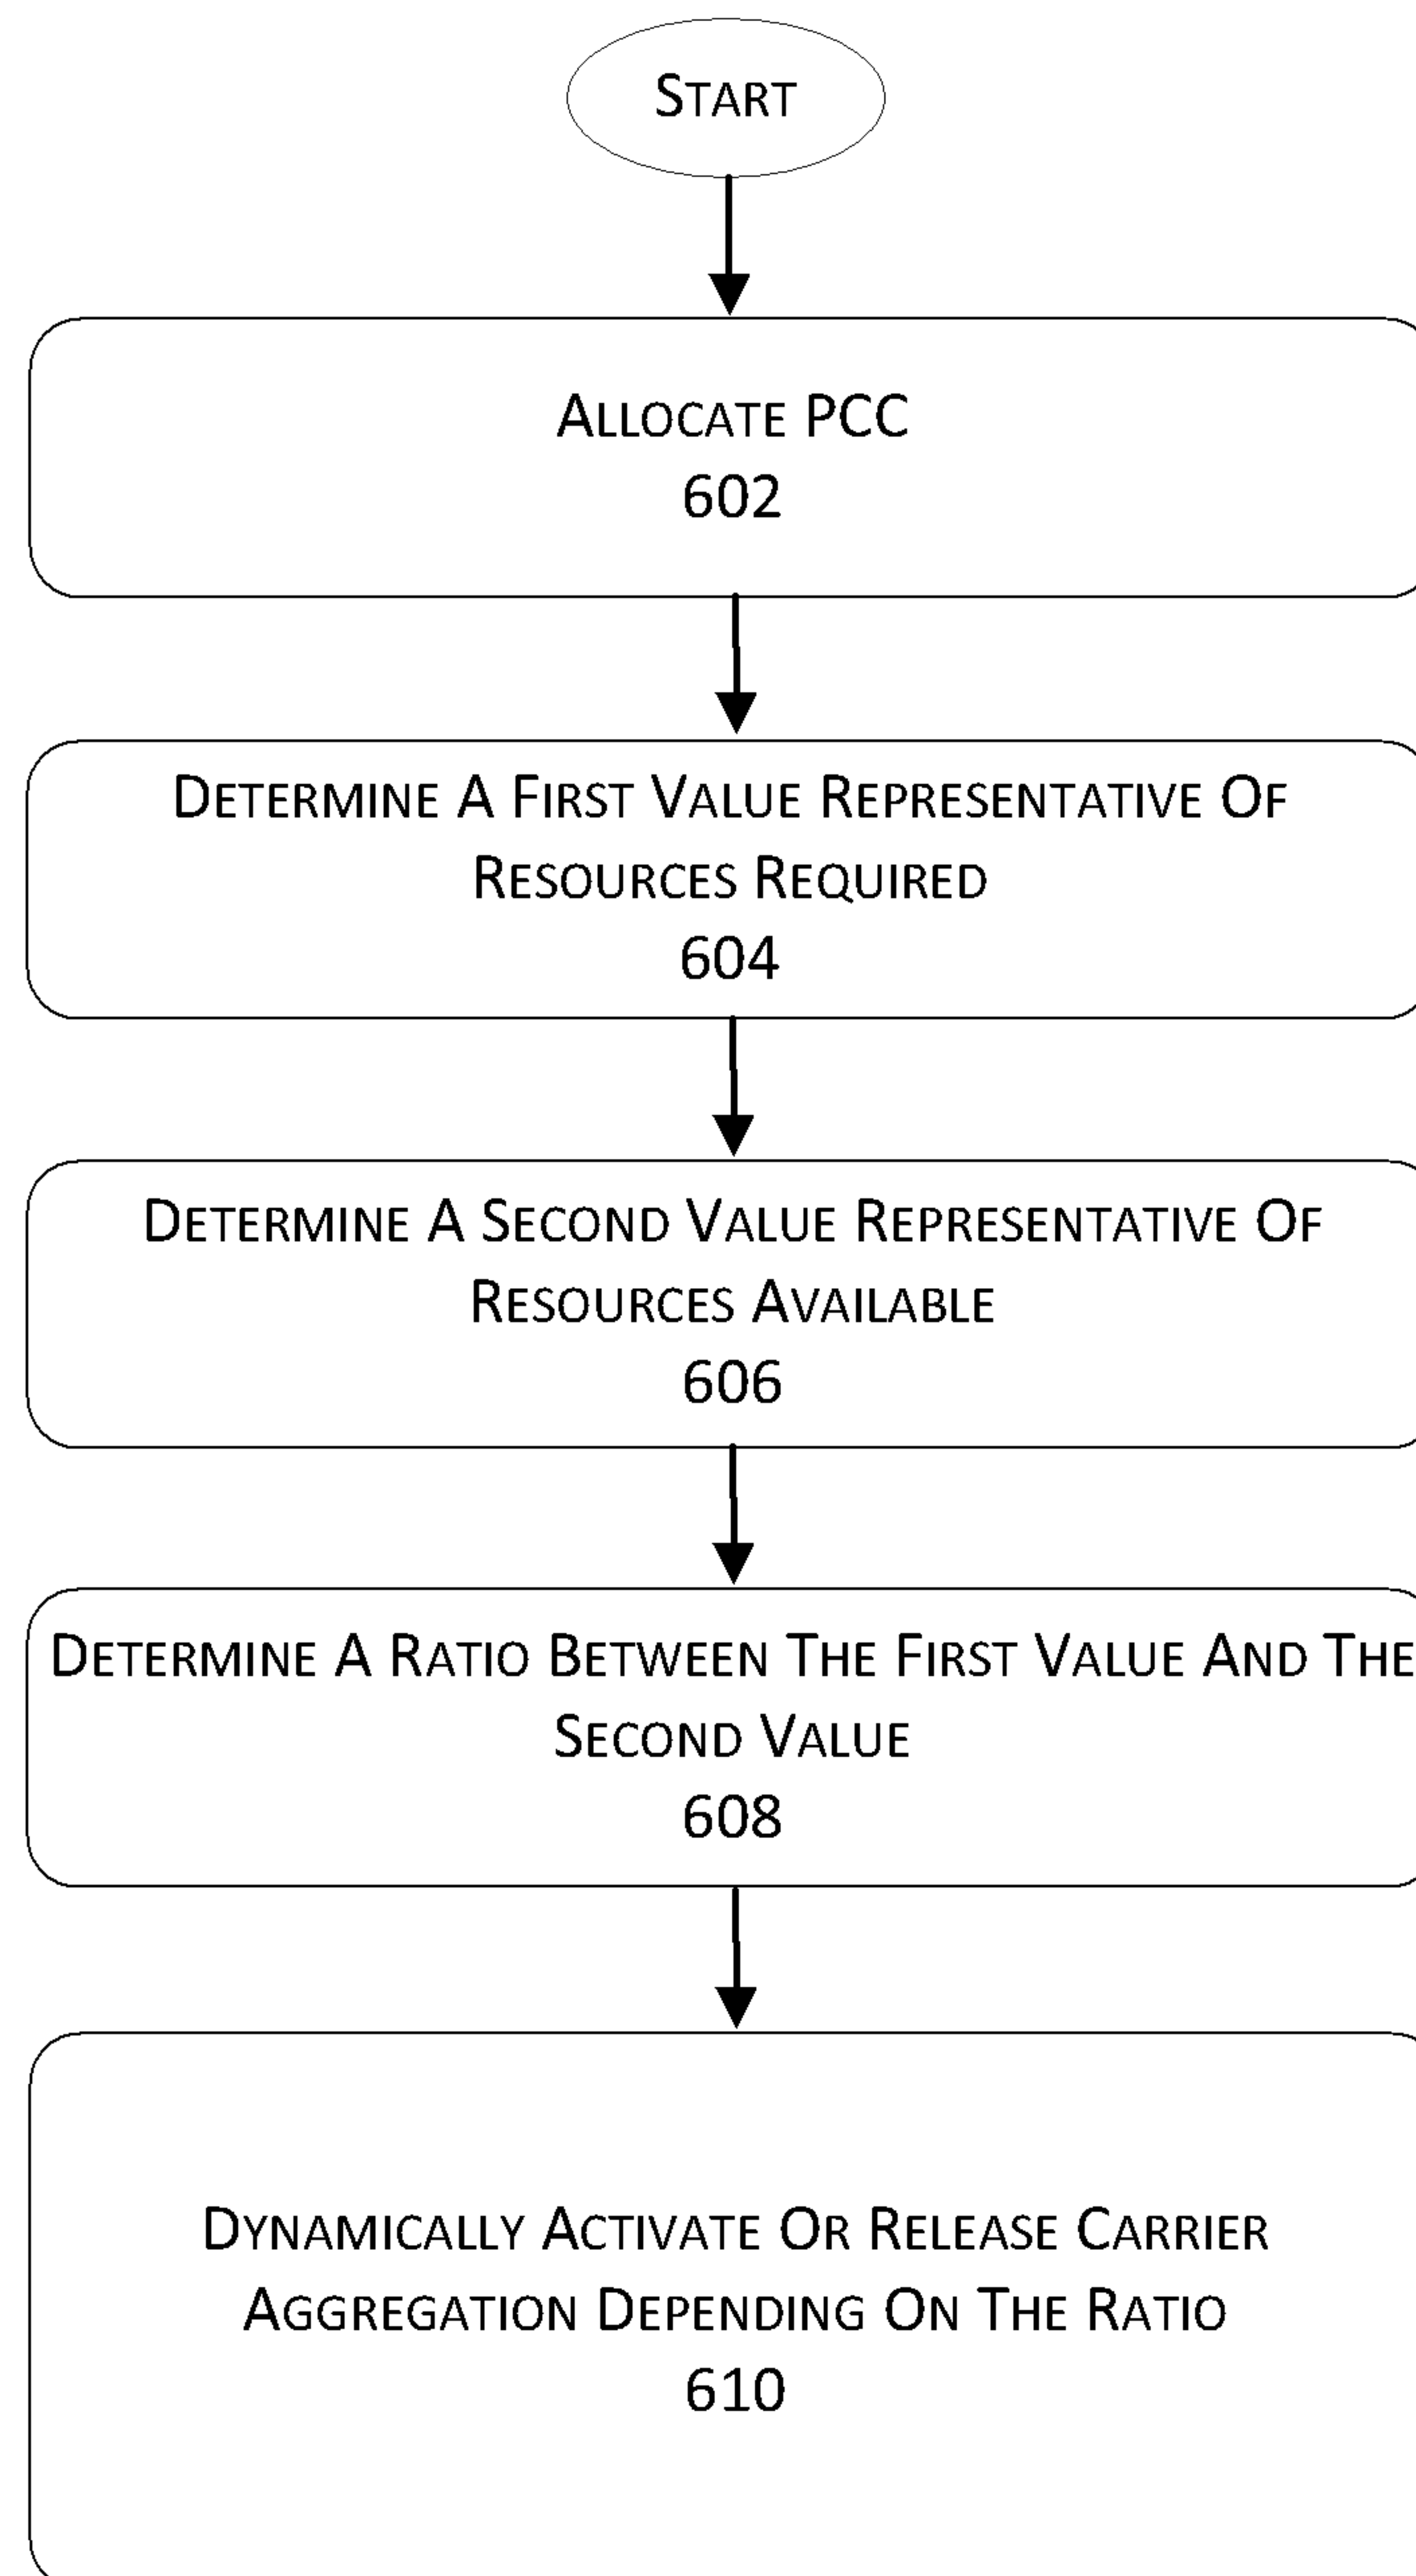 START
ALLOCATE PCC
602
DETERMINE A FIRST VALUE REPRESENTATIVE OF
RESOURCES REQUIRED
604
DETERMINE A SECOND VALUE REPRESENTATIVE OF
RESOURCES AVAILABLE
606
DETERMINE A RATIO BETWEEN THE FIRST VALUE AND THE
SECOND VALUE
608
DYNAMICALLY ACTIVATE OR RELEASE CARRIER
AGGREGATION DEPENDING ON THE RATIO
610